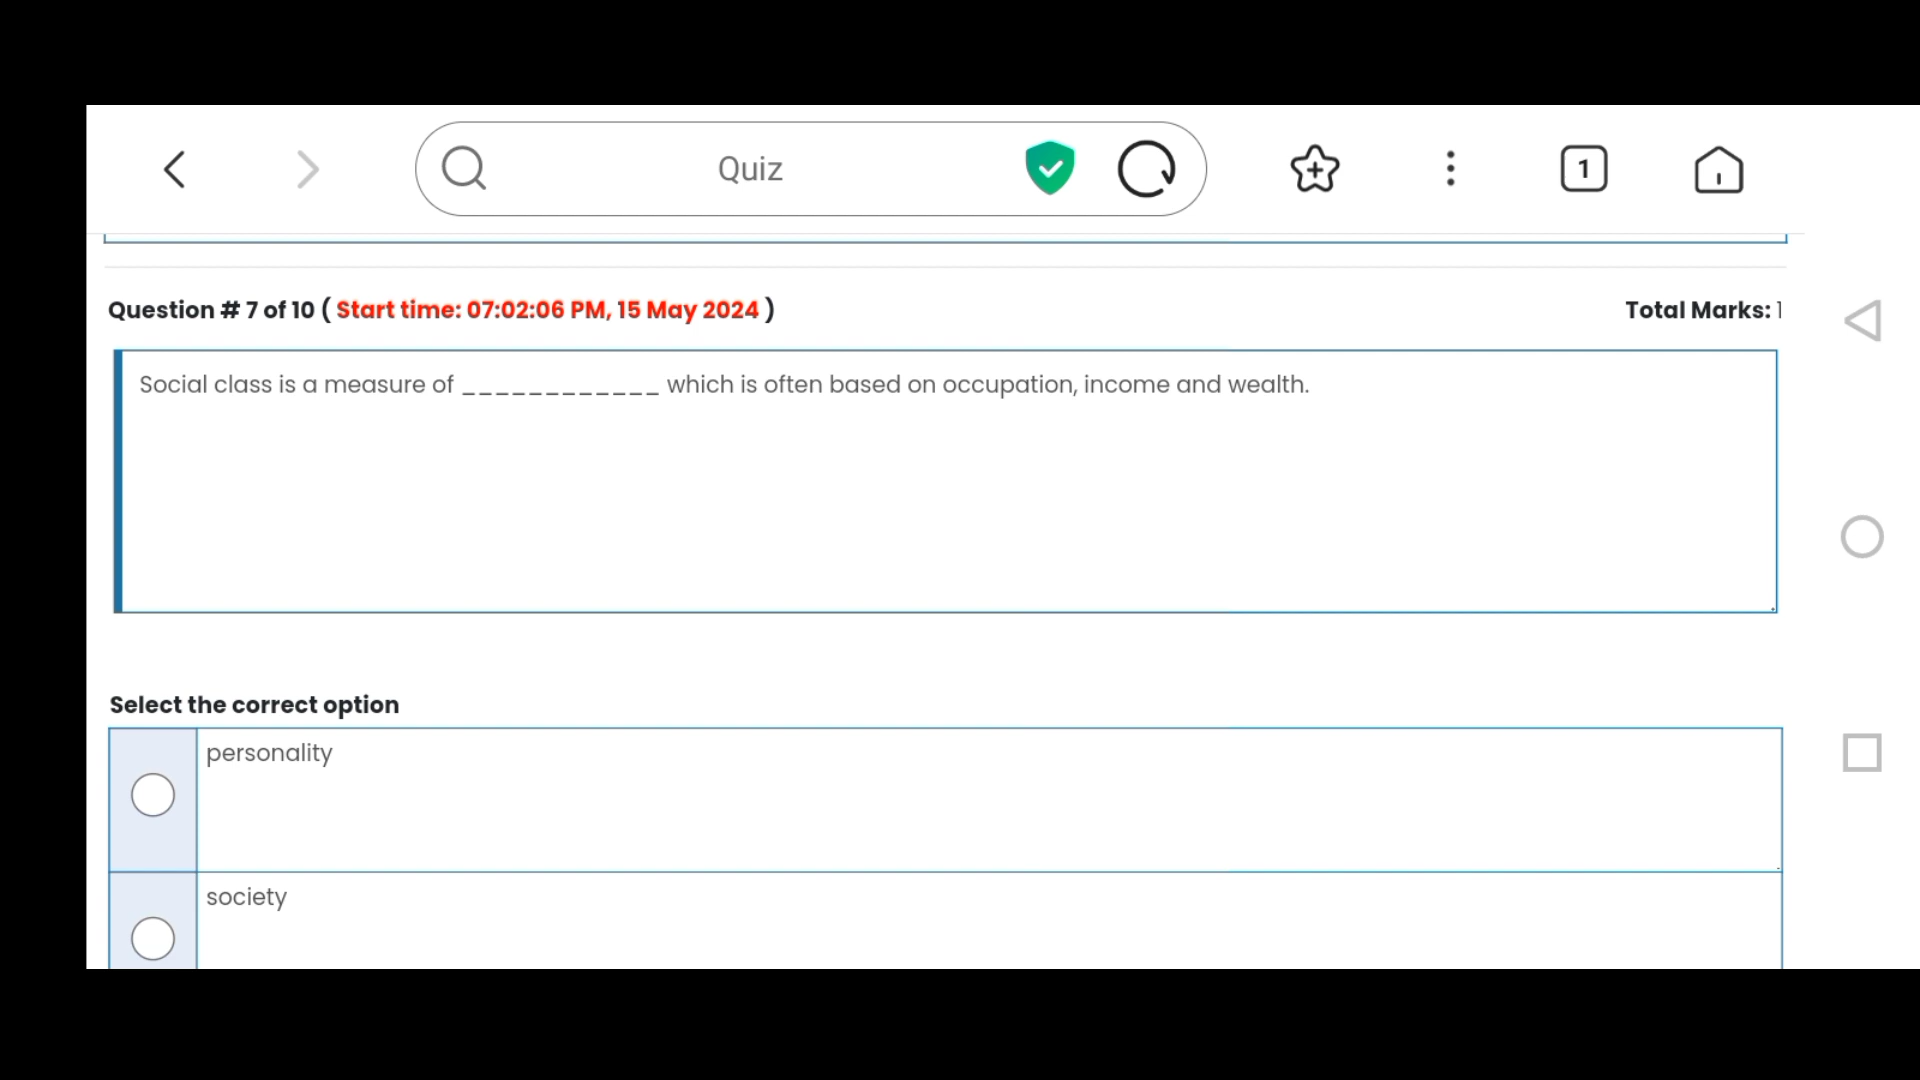 Quiz
1
Question # 7 of 10 ( Start time: 07:02:06 PM, 15 May 2024 )
Total Marks: 1
Social class is a measure of ____________ which is often based on occupation, income and wealth.
Select the correct option
personality
society